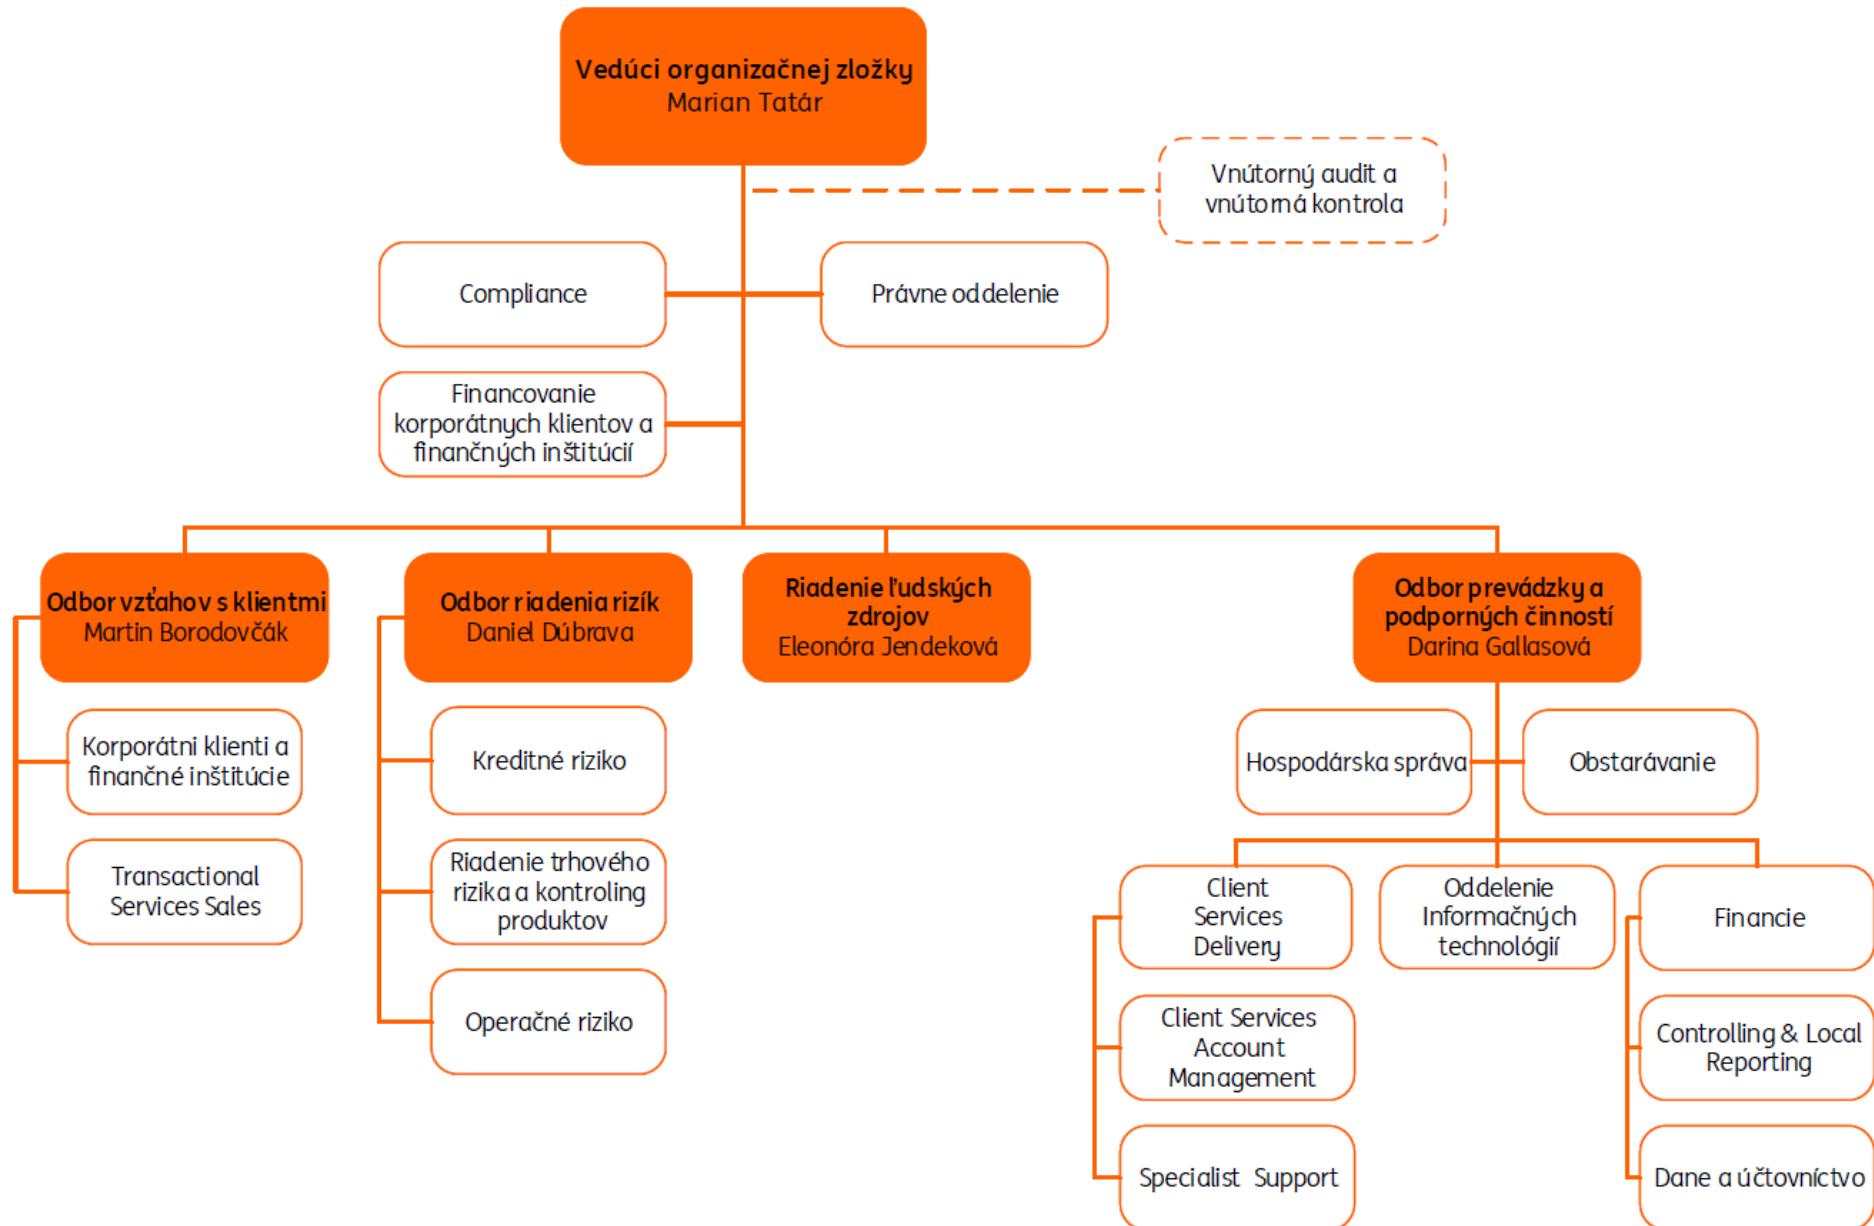 Vedúci organizačnej zložky
Marian Tatár
Vnútorný audit a
vnútorná kontrola
Compliance
Právne oddelenie
Financovanie
korporátnych klientov a
finančných inštitúcií
Odbor vzťahov s klientmi
Martin Borodovčák
Odbor riadenia rizík
Daniel Dúbrava
Riadenie ľudských
zdrojov
Eleonóra Jendeková
Odbor prevádzky a
podporných činností
Darina Gallasová
Korporátni klienti a
finančné inštitúcie
Transactional
Services Sales
Kreditné riziko
Riadenie trhového
rizika a kontroling
produktov
Operačné riziko
Hospodárska správa
Obstarávanie
Client
Services
Delivery
Oddelenie
Informačných
technológií
Financie
Client Services
Account
Management
Controlling & Local
Reporting
Specialist Support
Dane a účtovníctvo